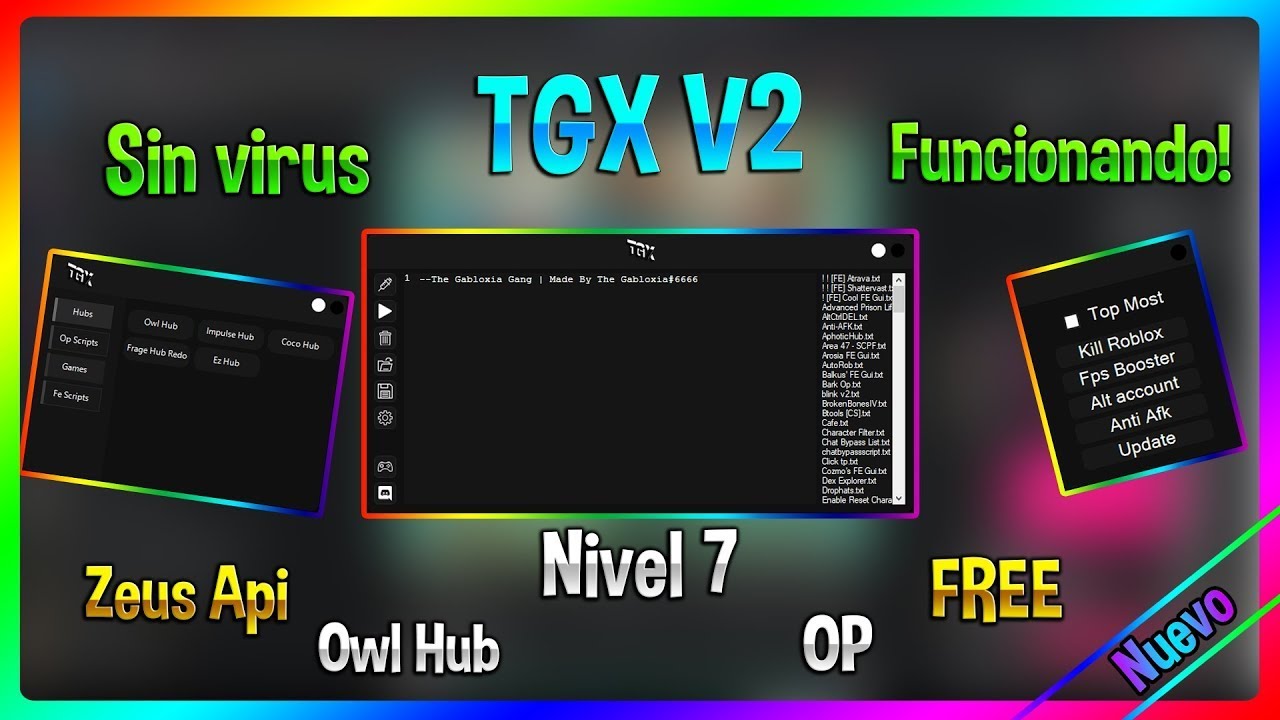 TGX V2
Sin virus
Funcionando!
TGX
Hubs
Op Scripts
Games
Fe Scripts
Owl Hub
Impulse Hub
Coco Hub
Frage Hub Redo
Ez Hub
TGX
1 --The Gabloxia Gang | Made By The Gabloxia#6666
! ! [FE] Atrava.txt
! ! [FE] Shattervast.tx
! [FE] Cool FE Gui.txt
Advanced Prison Lif
AltCtrlDEL.txt
Anti-AFK.txt
AphoticHub.txt
Area 47 - SCPF.txt
Arosia FE Gui.txt
AutoRob.txt
Balkus' FE Gui.txt
Bark Op.txt
blink v2.txt
BrokenBonesIV.txt
Btools [CS].txt
Cafe.txt
Character Filter.txt
Chat Bypass List.txt
chatbypassscript.txt
Click tp.txt
Cozmo's FE Gui.txt
Dex Explorer.txt
Drophats.txt
Enable Reset Chara
Top Most
Kill Roblox
Fps Booster
Alt account
Anti Afk
Update
Nivel 7
Zeus Api
FREE
Owl Hub
OP
Nuevo